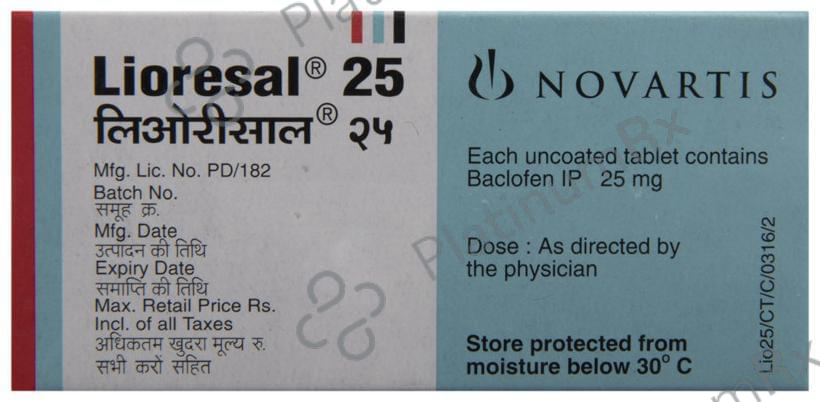 Lioresal® 25
लिओरीसाल® २५
Mfg. Lic. No. PD/182
Batch No.
समूह क्र.
Mfg. Date
उत्पादन की तिथि
Expiry Date
समाप्ति की तिथि
Max. Retail Price Rs.
Incl. of all Taxes
अधिकतम खुदरा मूल्य रु.
सभी करों सहित
NOVARTIS
Each uncoated tablet contains
Baclofen IP 25 mg
Dose : As directed by
the physician
Store protected from
moisture below 30° C
Lio25/CT/C/0316/2
PlatinumRx